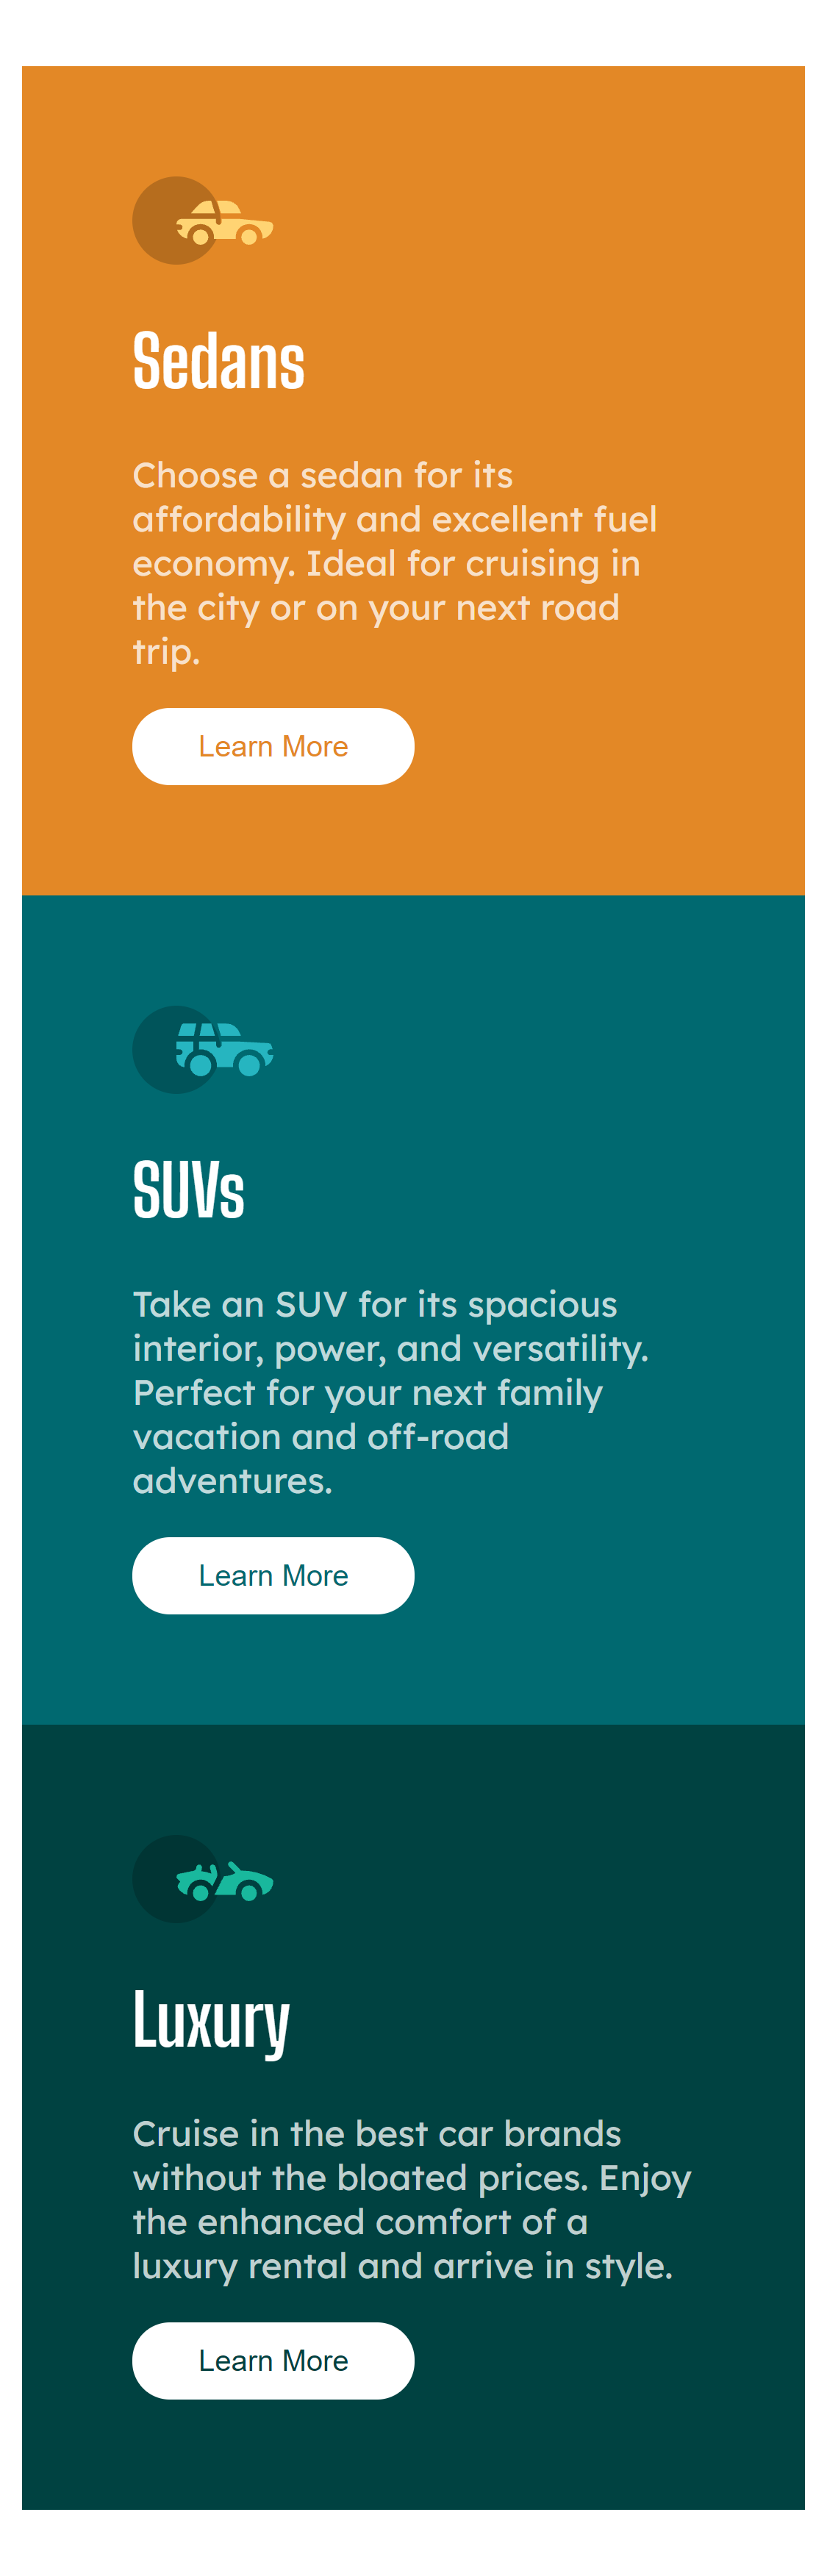 Sedans
Choose a sedan for its
affordability and excellent fuel
economy. Ideal for cruising in
the city or on your next road
trip.
Learn More
SUVs
Take an SUV for its spacious
interior, power, and versatility.
Perfect for your next family
vacation and off-road
adventures.
Learn More
Luxury
Cruise in the best car brands
without the bloated prices. Enjoy
the enhanced comfort of a
luxury rental and arrive in style.
Learn More